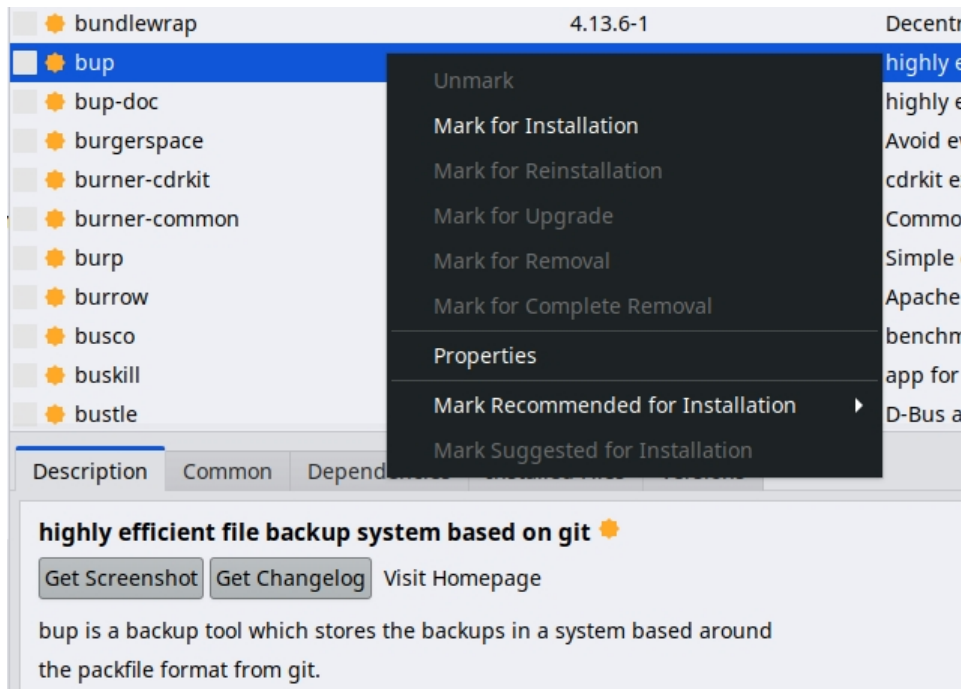 bundlewrap 4.13.6-1 Decentr
bup highly e
bup-doc highly e
burgerspace Avoid ev
burner-cdrkit cdrkit e
burner-common Commo
burp Simple
burrow Apache
busco benchm
buskill app for
bustle D-Bus a
Unmark
Mark for Installation
Mark for Reinstallation
Mark for Upgrade
Mark for Removal
Mark for Complete Removal
Properties
Mark Recommended for Installation
Mark Suggested for Installation
Description Common Dependencies Installed Files Versions
highly efficient file backup system based on git
Get Screenshot Get Changelog Visit Homepage
bup is a backup tool which stores the backups in a system based around
the packfile format from git.